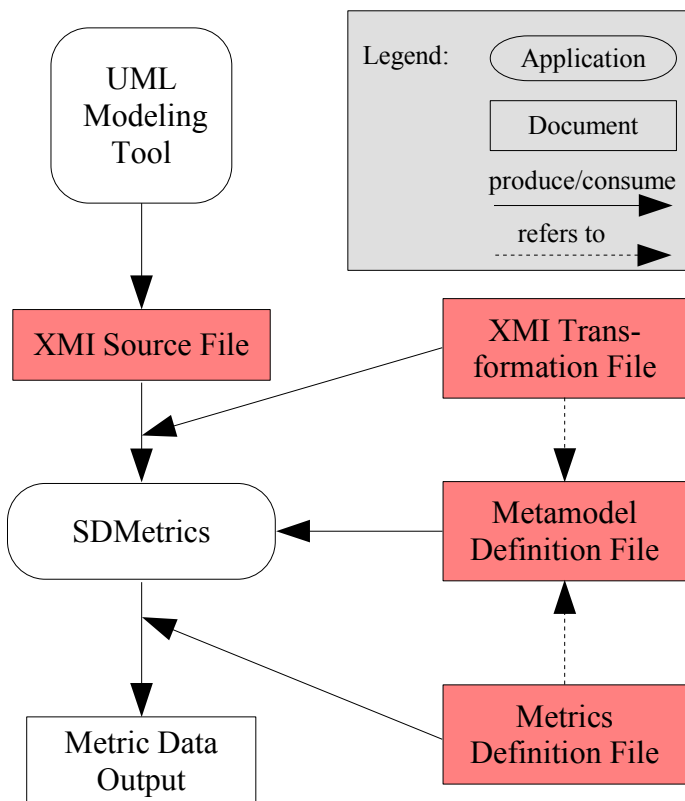 UML
Modeling
Tool
Legend:
Application
Document
produce/consume
refers to
XMI Source File
XMI Trans-
formation File
SDMetrics
Metamodel
Definition File
Metric Data
Output
Metrics
Definition File